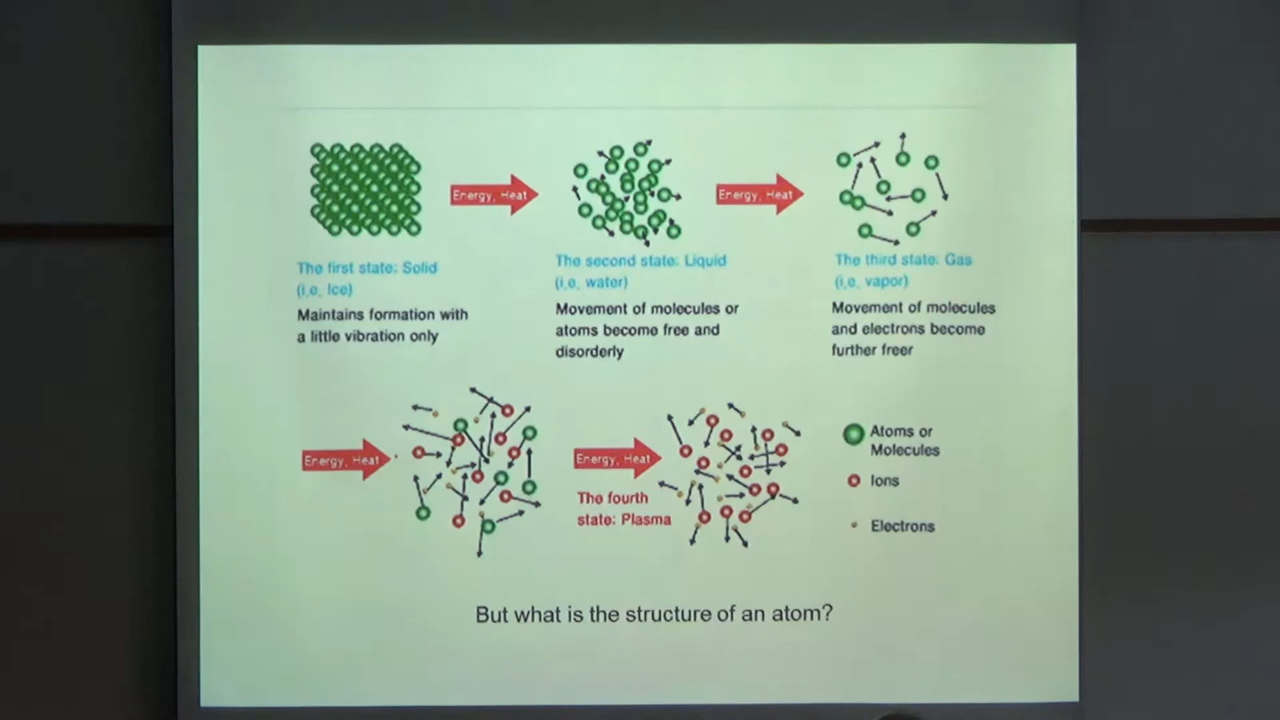 Energy, Heat
Energy, Heat
The first state: Solid
(i,e, Ice)
Maintains formation with
a little vibration only
The second state: Liquid
(i,e, water)
Movement of molecules or
atoms become free and
disorderly
The third state: Gas
(i,e, vapor)
Movement of molecules
and electrons become
further freer
Energy, Heat
Energy, Heat
The fourth
state: Plasma
Atoms or
Molecules
Ions
Electrons
But what is the structure of an atom?